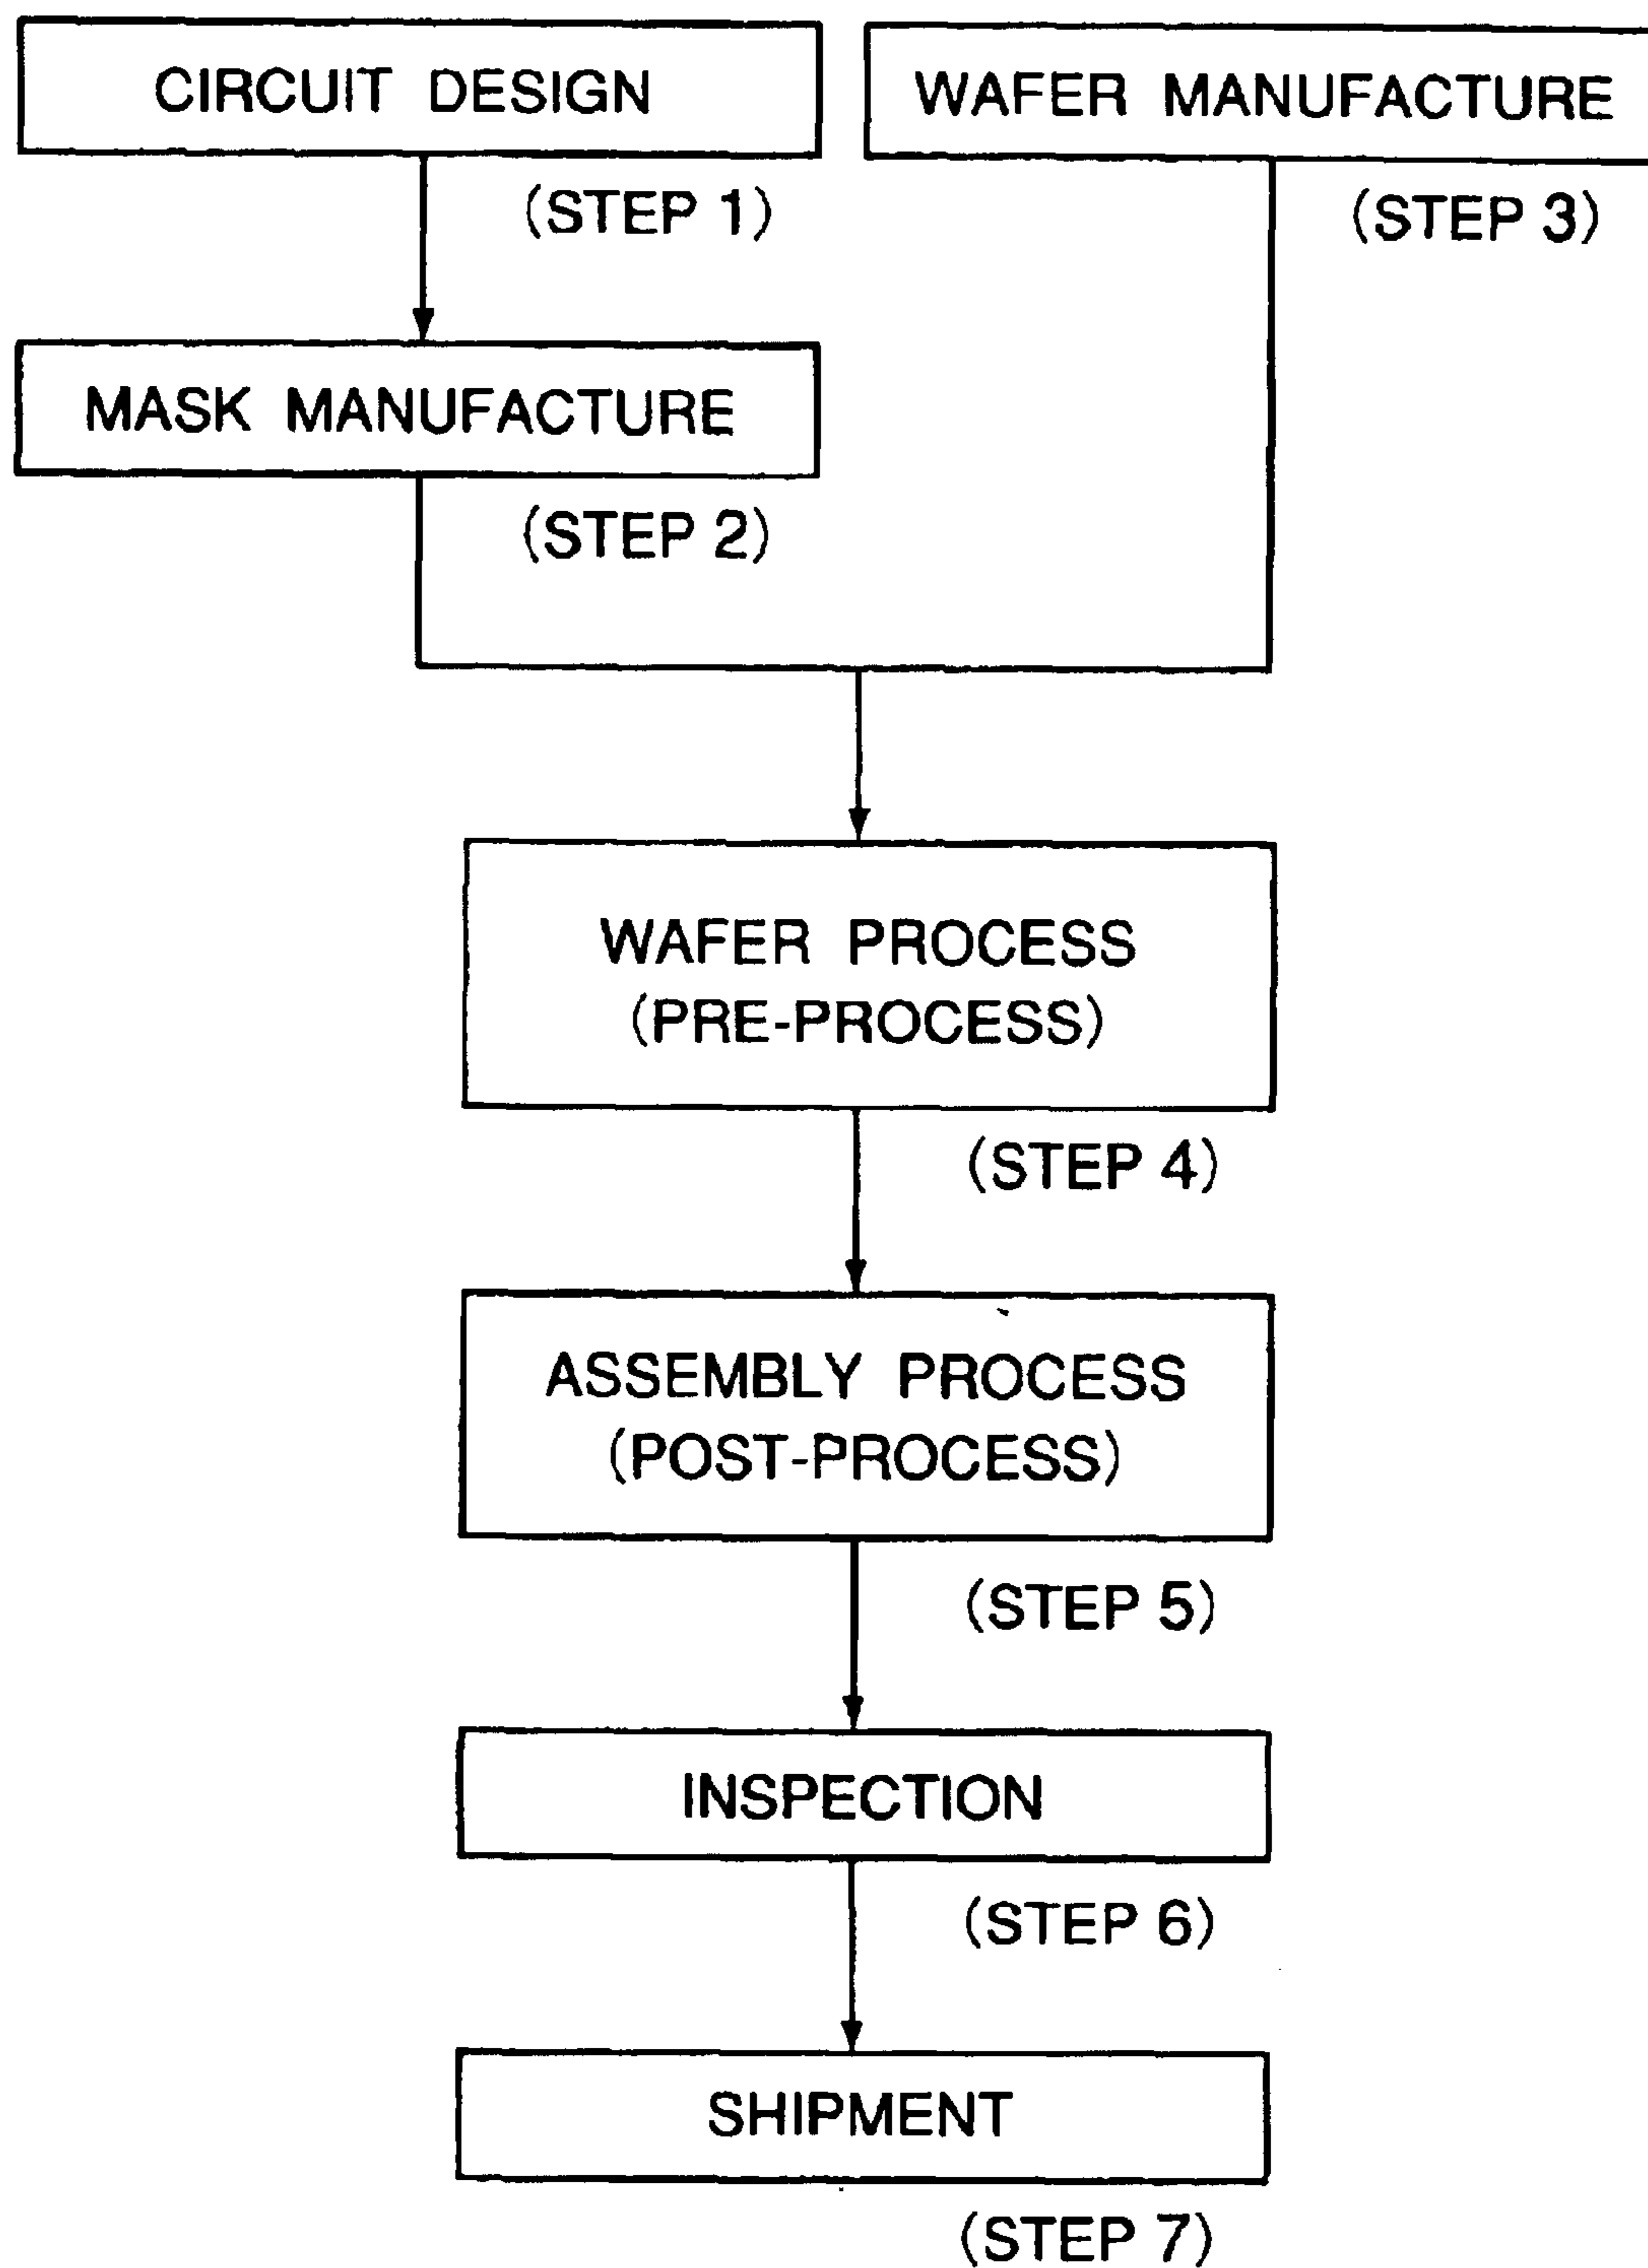 CIRCUIT DESIGN
(STEP 1)
WAFER MANUFACTURE
(STEP 3)
MASK MANUFACTURE
(STEP 2)
WAFER PROCESS
(PRE-PROCESS)
(STEP 4)
ASSEMBLY PROCESS
(POST-PROCESS)
(STEP 5)
INSPECTION
(STEP 6)
SHIPMENT
(STEP 7)